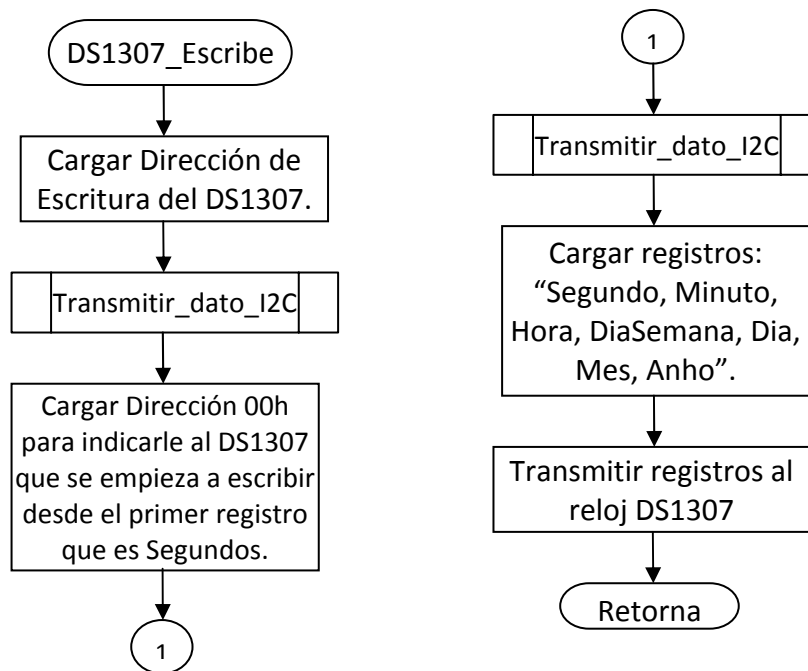 DS1307_Escribe
Cargar Dirección de
Escritura del DS1307.
Transmitir_dato_I2C
Cargar Dirección 00h
para indicarle al DS1307
que se empieza a escribir
desde el primer registro
que es Segundos.
1
1
Transmitir_dato_I2C
Cargar registros:
“Segundo, Minuto,
Hora, DiaSemana, Dia,
Mes, Anho”.
Transmitir registros al
reloj DS1307
Retorna